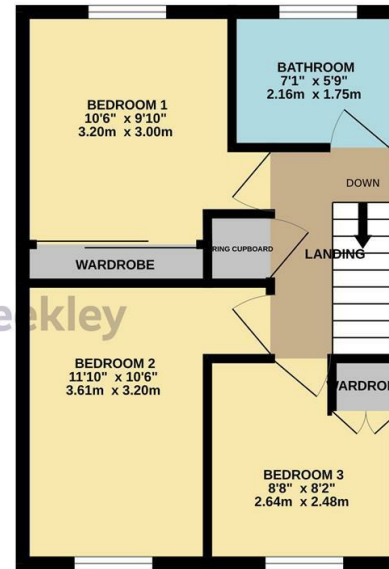 BEDROOM 1
10'6" x 9'10"
3.20m x 3.00m
BATHROOM
7'1" x 5'9"
2.16m x 1.75m
DOWN
RING CUPBOARD
LANDING
WARDROBE
eekley
BEDROOM 2
11'10" x 10'6"
3.61m x 3.20m
WARDROB
BEDROOM 3
8'8" x 8'2"
2.64m x 2.48m